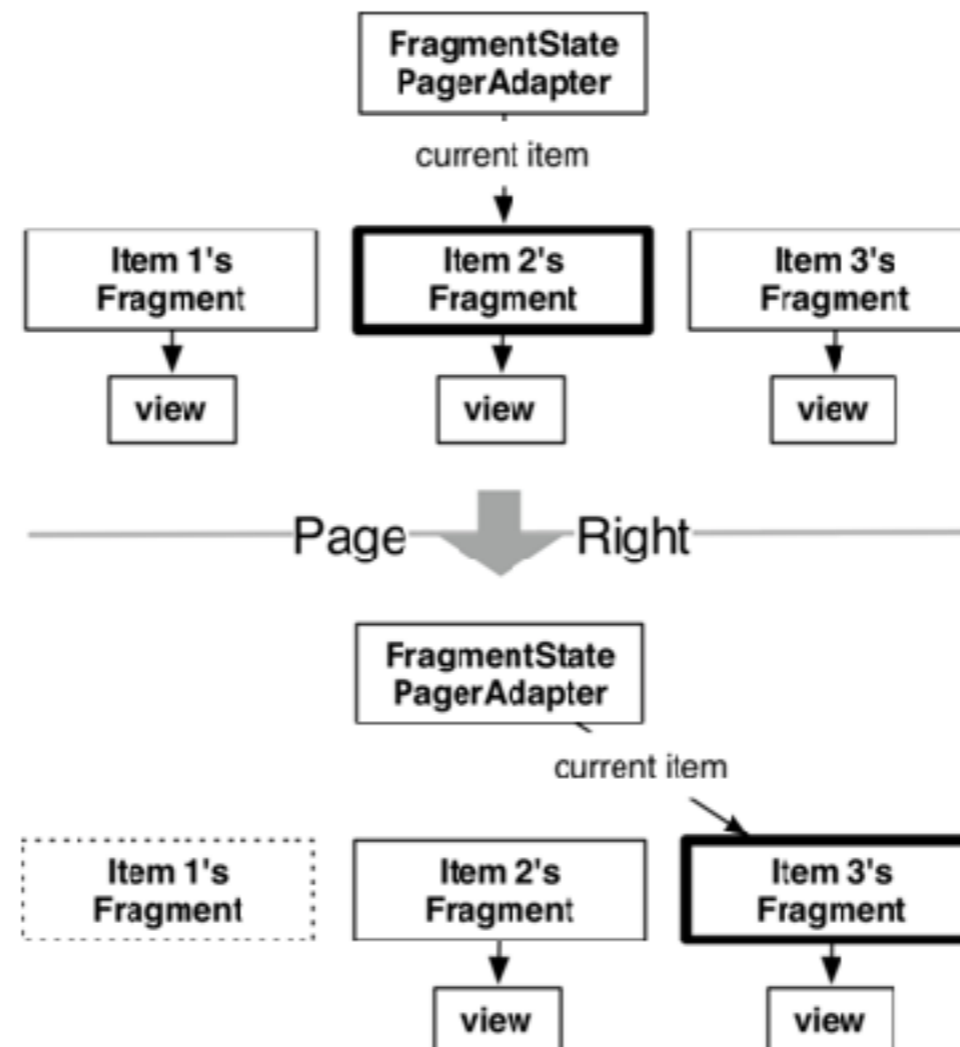 FragmentState
PagerAdapter
current item
Item 1's
Fragment
Item 2's
Fragment
Item 3's
Fragment
view
view
view
Page
Right
FragmentState
PagerAdapter
current item
Item 1's
Fragment
Item 2's
Fragment
Item 3's
Fragment
view
view